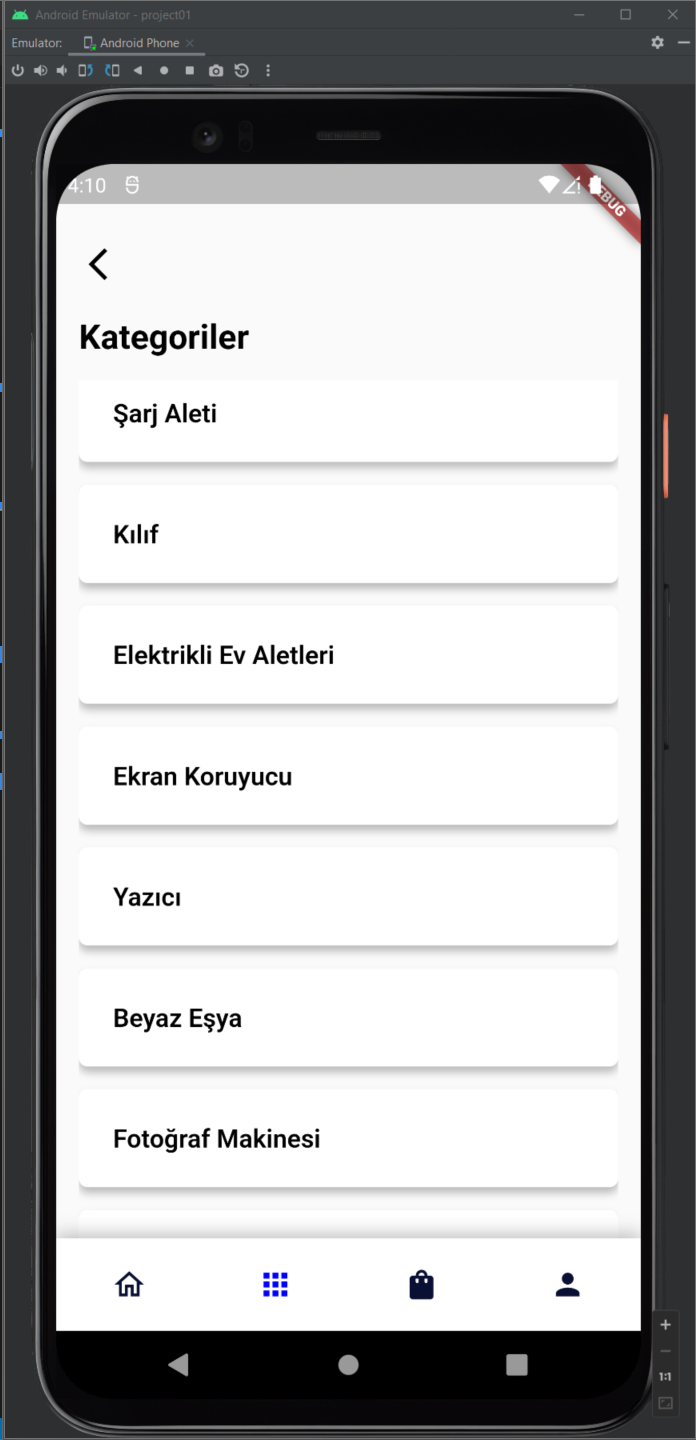 Android Emulator - project01
Emulator:
Android Phone
4:10
EBUG
Kategoriler
Şarj Aleti
Kılıf
Elektrikli Ev Aletleri
Ekran Koruyucu
Yazıcı
Beyaz Eşya
Fotoğraf Makinesi
1:1